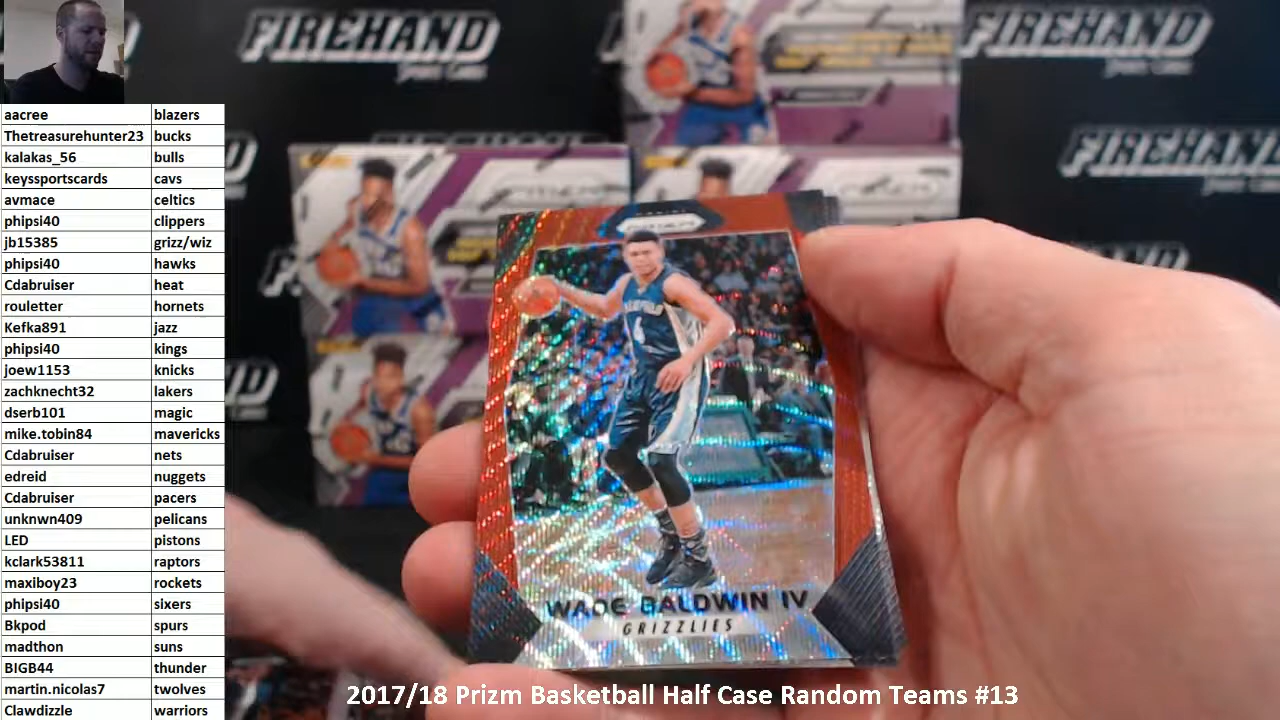 FIREHAND
FIREHAND
FIREHAND
aacree blazers
Thetreasurehunter23 bucks
kalakas_56 bulls
keyssportscards cavs
avmace celtics
phipsi40 clippers
jb15385 grizz/wiz
phipsi40 hawks
Cdabruiser heat
rouletter hornets
Kefka891 jazz
phipsi40 kings
joew1153 knicks
zachknecht32 lakers
dserb101 magic
mike.tobin84 mavericks
Cdabruiser nets
edreid nuggets
Cdabruiser pacers
unknwn409 pelicans
LED pistons
kclark53811 raptors
maxiboy23 rockets
phipsi40 sixers
Bkpod spurs
madthon suns
BIGB44 thunder
martin.nicolas7 twolves
Clawdizzle warriors
PRIZM
WADE BALDWIN IV
GRIZZLIES
2017/18 Prizm Basketball Half Case Random Teams #13